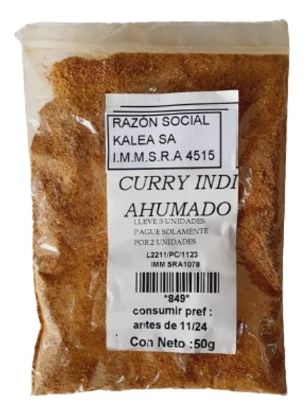 RAZÓN SOCIAL
KALEA SA
I.M.M.S.R.A 4515
CURRY INDI
AHUMADO
LLEVE 3 UNIDADES
PAGUE SOLAMENTE
POR 2 UNIDADES
L2211/PC/1123
IMM SRA1078
*849*
consumir pref :
antes de 11/24
Con Neto :50g